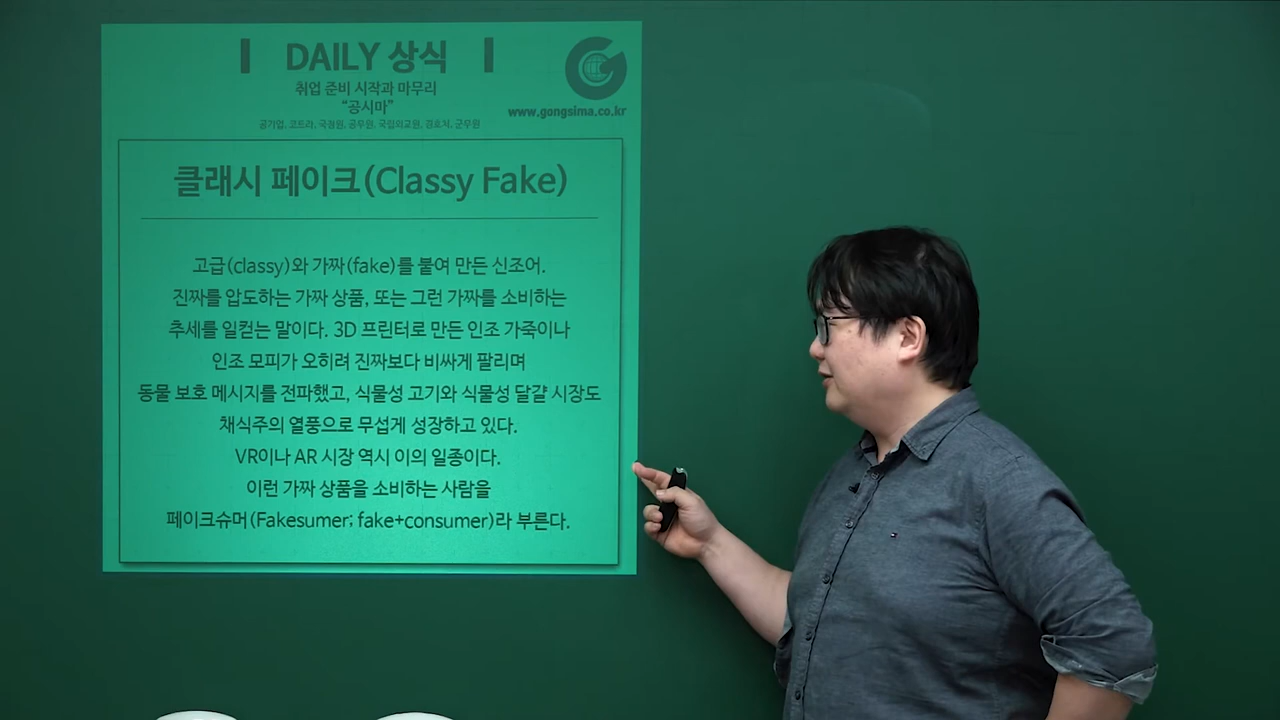 DAILY 상식
취업 준비 시작과 마무리
“공시마”
www.gongsima.co.kr
공기업, 코트라, 국정원, 공무원, 국립외교원, 경호처, 군무원
클래시 페이크(Classy Fake)
고급(classy)와 가짜(fake)를 붙여 만든 신조어.
진짜를 압도하는 가짜 상품, 또는 그런 가짜를 소비하는
추세를 일컫는 말이다. 3D 프린터로 만든 인조 가죽이나
인조 모피가 오히려 진짜보다 비싸게 팔리며
동물 보호 메시지를 전파했고, 식물성 고기와 식물성 달걀 시장도
채식주의 열풍으로 무섭게 성장하고 있다.
VR이나 AR 시장 역시 이의 일종이다.
이런 가짜 상품을 소비하는 사람을
페이크슈머(Fakesumer; fake+consumer)라 부른다.